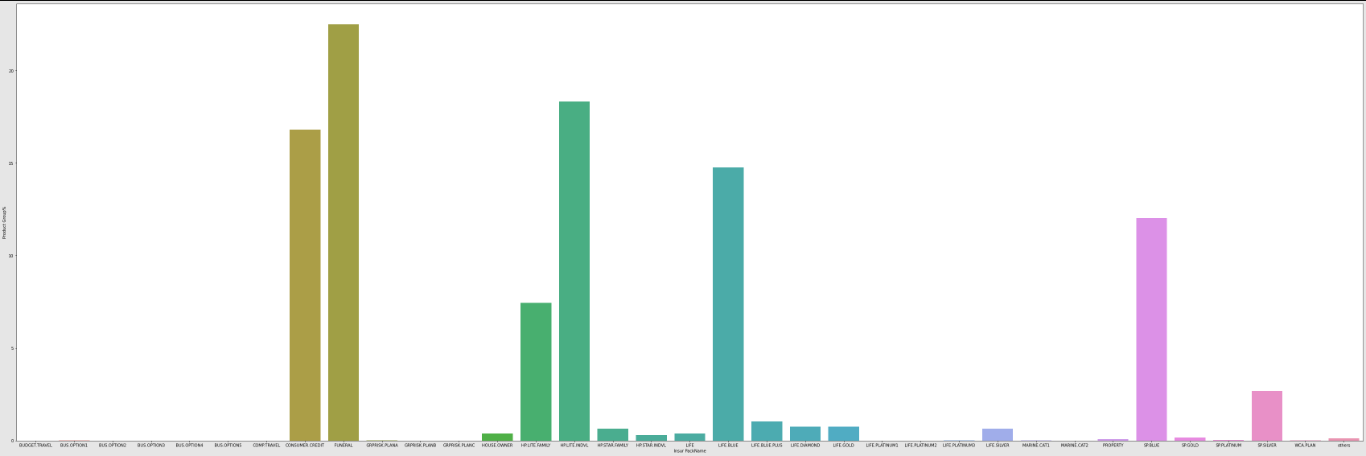 20
15
10
5
0
Product Group%
BUDGET.TRAVEL BUS.OPTION1 BUS.OPTION2 BUS.OPTION3 BUS.OPTION4 BUS.OPTION5 COMP.TRAVEL CONSUMER.CREDIT FUNERAL GRPRISK.PLANA GRPRISK.PLANB GRPRISK.PLANC HOUSE.OWNER HP.LITE.FAMILY HP.LITE.INDVL HP.STAR.FAMILY HP.STAR.INDVL LIFE LIFE.BLUE LIFE.BLUE.PLUS LIFE.DIAMOND LIFE.GOLD LIFE.PLATINUM1 LIFE.PLATINUM2 LIFE.PLATINUM3 LIFE.SILVER MARINE.CAT1 MARINE.CAT2 PROPERTY SP.BLUE SP.GOLD SP.PLATINUM SP.SILVER WCA.PLAN others
Insur PackName